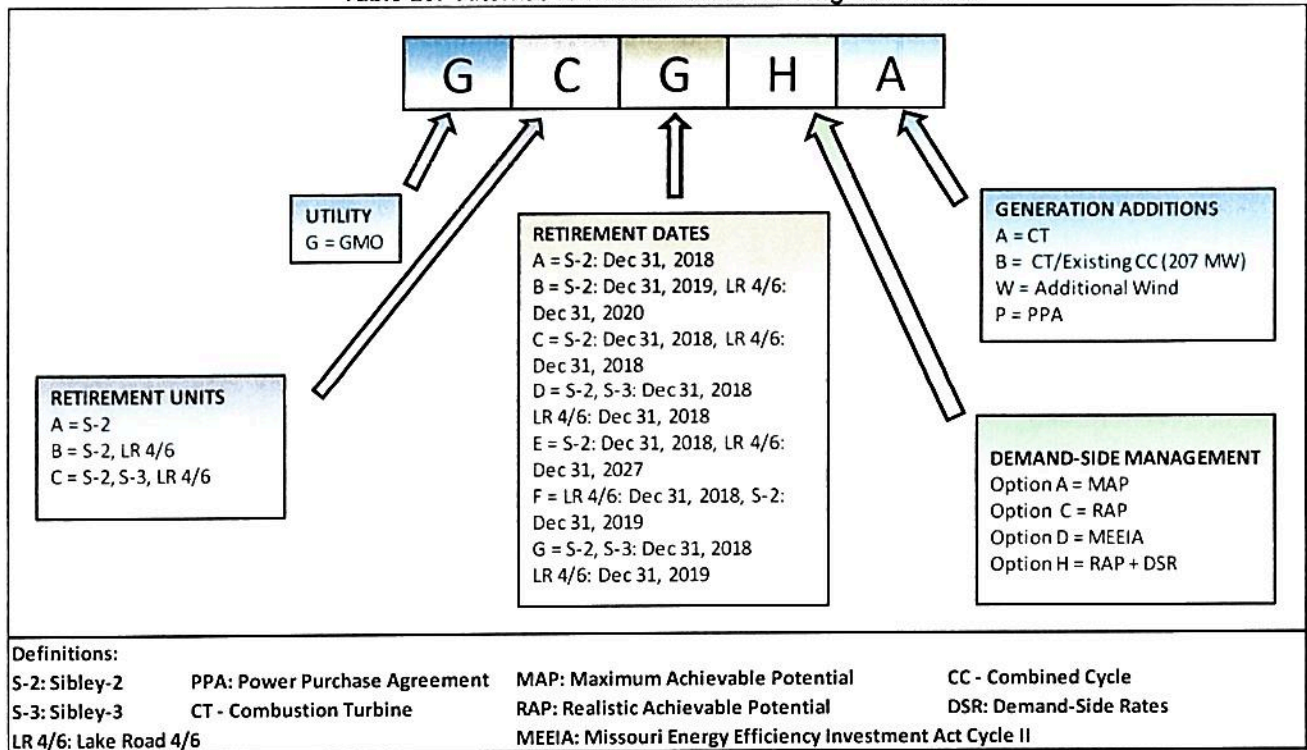 G C G H A
UTILITY
G = GMO
RETIREMENT UNITS
A = S-2
B = S-2, LR 4/6
C = S-2, S-3, LR 4/6
RETIREMENT DATES
A = S-2: Dec 31, 2018
B = S-2: Dec 31, 2019, LR 4/6:
Dec 31, 2020
C = S-2: Dec 31, 2018, LR 4/6:
Dec 31, 2018
D = S-2, S-3: Dec 31, 2018
LR 4/6: Dec 31, 2018
E = S-2: Dec 31, 2018, LR 4/6:
Dec 31, 2027
F = LR 4/6: Dec 31, 2018, S-2:
Dec 31, 2019
G = S-2, S-3: Dec 31, 2018
LR 4/6: Dec 31, 2019
GENERATION ADDITIONS
A = CT
B = CT/Existing CC (207 MW)
W = Additional Wind
P = PPA
DEMAND-SIDE MANAGEMENT
Option A = MAP
Option C = RAP
Option D = MEEIA
Option H = RAP + DSR
Definitions:
S-2: Sibley-2 PPA: Power Purchase Agreement MAP: Maximum Achievable Potential CC - Combined Cycle
S-3: Sibley-3 CT - Combustion Turbine RAP: Realistic Achievable Potential DSR: Demand-Side Rates
LR 4/6: Lake Road 4/6 MEEIA: Missouri Energy Efficiency Investment Act Cycle II